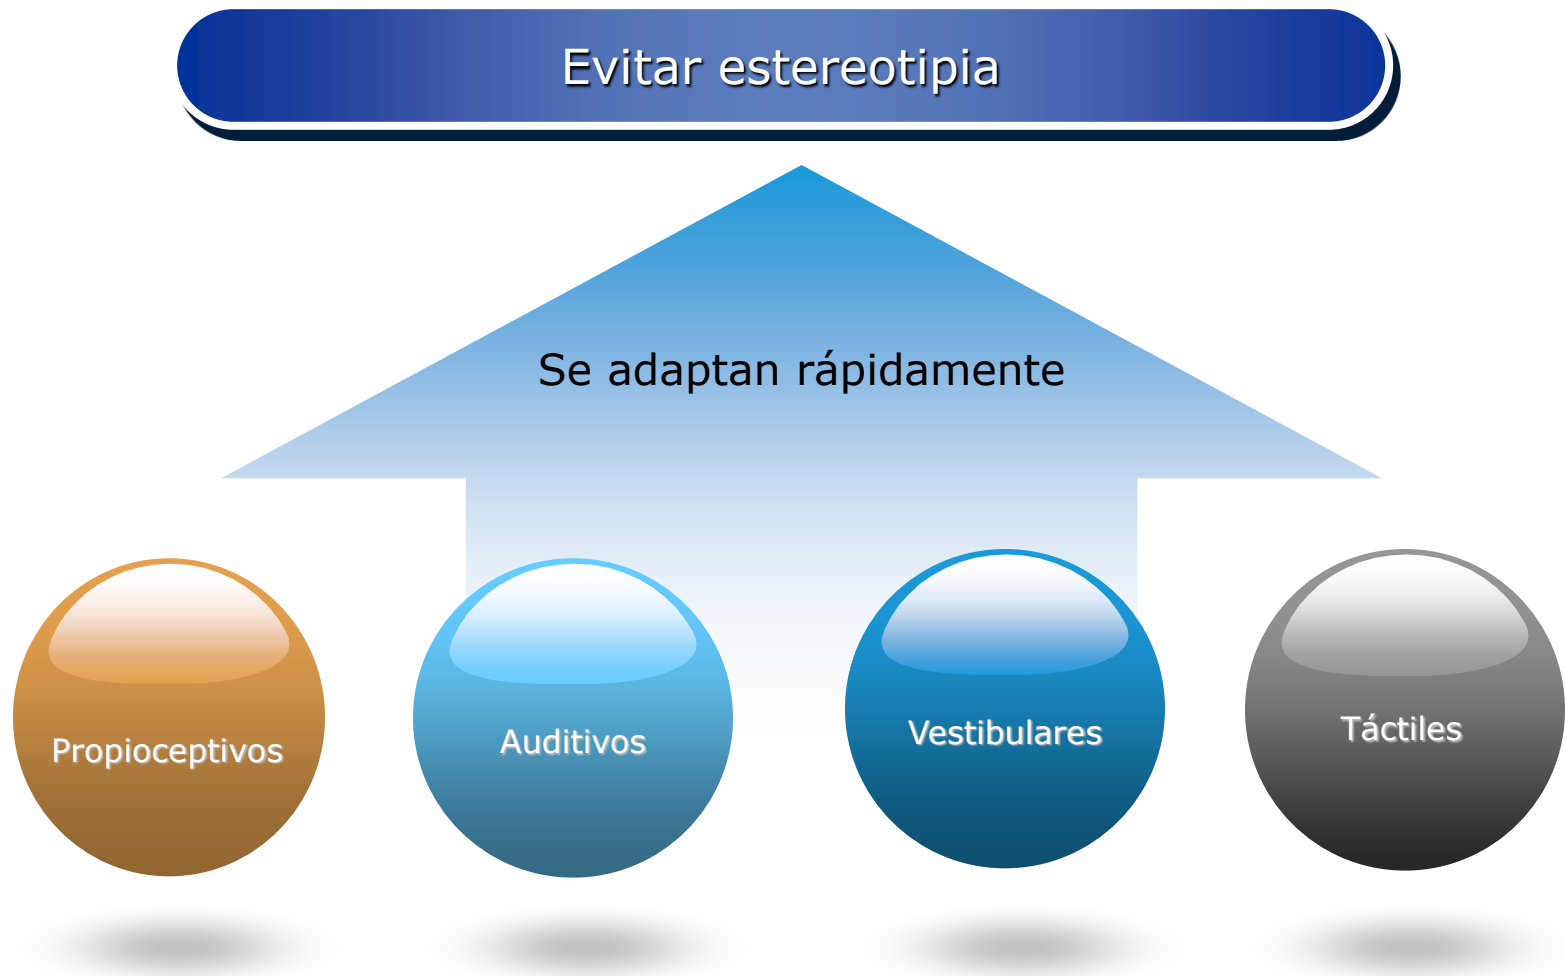 Evitar estereotipia
Se adaptan rápidamente
Propioceptivos
Auditivos
Vestibulares
Táctiles